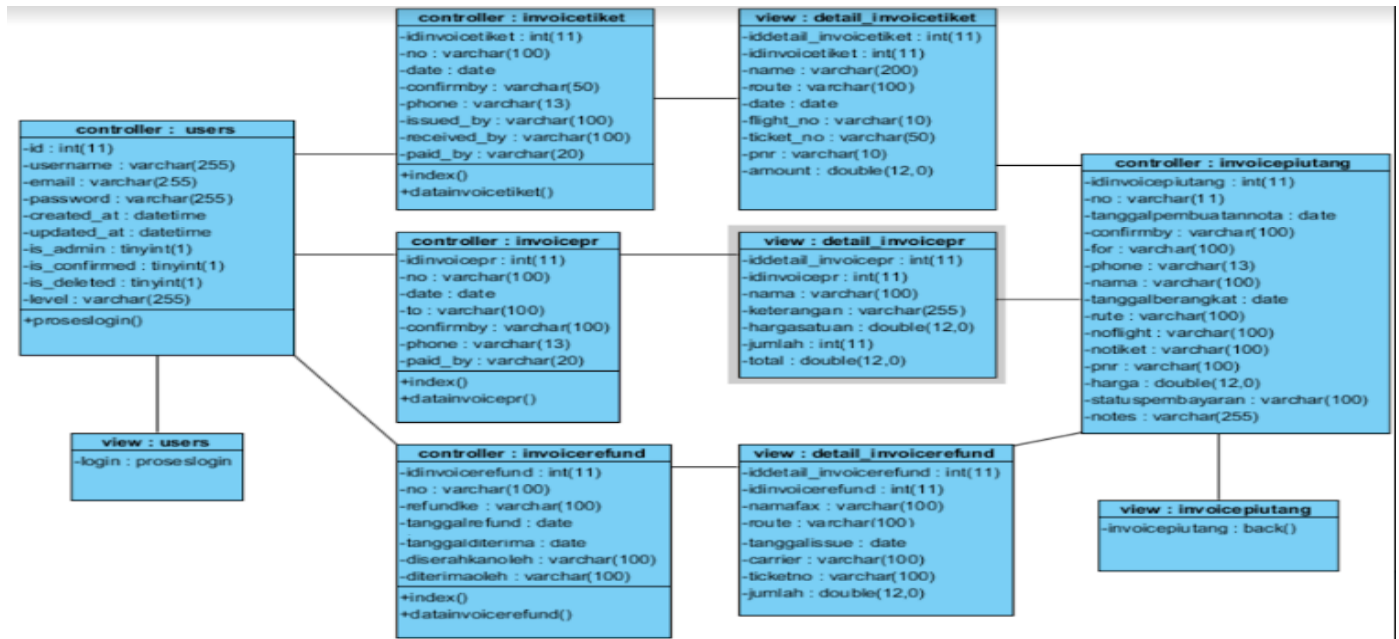 controller : invoicetiket
-idinvoicetiket : int(11)
-no : varchar(100)
-date : date
-confirmby : varchar(50)
-phone : varchar(13)
-issued_by : varchar(100)
-received_by : varchar(100)
-paid_by : varchar(20)
+index()
+datainvoicetiket()
view : detail_invoicetiket
-iddetail_invoicetiket : int(11)
-idinvoicetiket : int(11)
-name : varchar(200)
-route : varchar(100)
-date : date
-flight_no : varchar(10)
-ticket_no : varchar(50)
-pnr : varchar(10)
-amount : double(12,0)
controller : users
-id : int(11)
-username : varchar(255)
-email : varchar(255)
-password : varchar(255)
-created_at : datetime
-updated_at : datetime
-is_admin : tinyint(1)
-is_confirmed : tinyint(1)
-is_deleted : tinyint(1)
-level : varchar(255)
+proseslogin()
controller : invoicepr
-idinvoicepr : int(11)
-no : varchar(100)
-date : date
-to : varchar(100)
-confirmby : varchar(100)
-phone : varchar(13)
-paid_by : varchar(20)
+index()
+datainvoicepr()
view : detail_invoicepr
-iddetail_invoicepr : int(11)
-idinvoicepr : int(11)
-nama : varchar(100)
-keterangan : varchar(255)
-hargasatuan : double(12,0)
-jumlah : int(11)
-total : double(12,0)
controller : invoicepiutang
-idinvoicepiutang : int(11)
-no : varchar(11)
-tanggalpembuatannota : date
-confirmby : varchar(100)
-for : varchar(100)
-phone : varchar(13)
-nama : varchar(100)
-tanggalberangkat : date
-rute : varchar(100)
-noflight : varchar(100)
-notiket : varchar(100)
-pnr : varchar(100)
-harga : double(12,0)
-statuspembayaran : varchar(100)
-notes : varchar(255)
view : users
-login : proseslogin
controller : invoicerefund
-idinvoicerefund : int(11)
-no : varchar(100)
-refundke : varchar(100)
-tanggalrefund : date
-tanggalditerima : date
-diserahkanoleh : varchar(100)
-diterimaoleh : varchar(100)
+index()
+datainvoicerefund()
view : detail_invoicerefund
-iddetail_invoicerefund : int(11)
-idinvoicerefund : int(11)
-namafax : varchar(100)
-route : varchar(100)
-tanggalissue : date
-carrier : varchar(100)
-ticketno : varchar(100)
-jumlah : double(12,0)
view : invoicepiutang
-invoicepiutang : back()